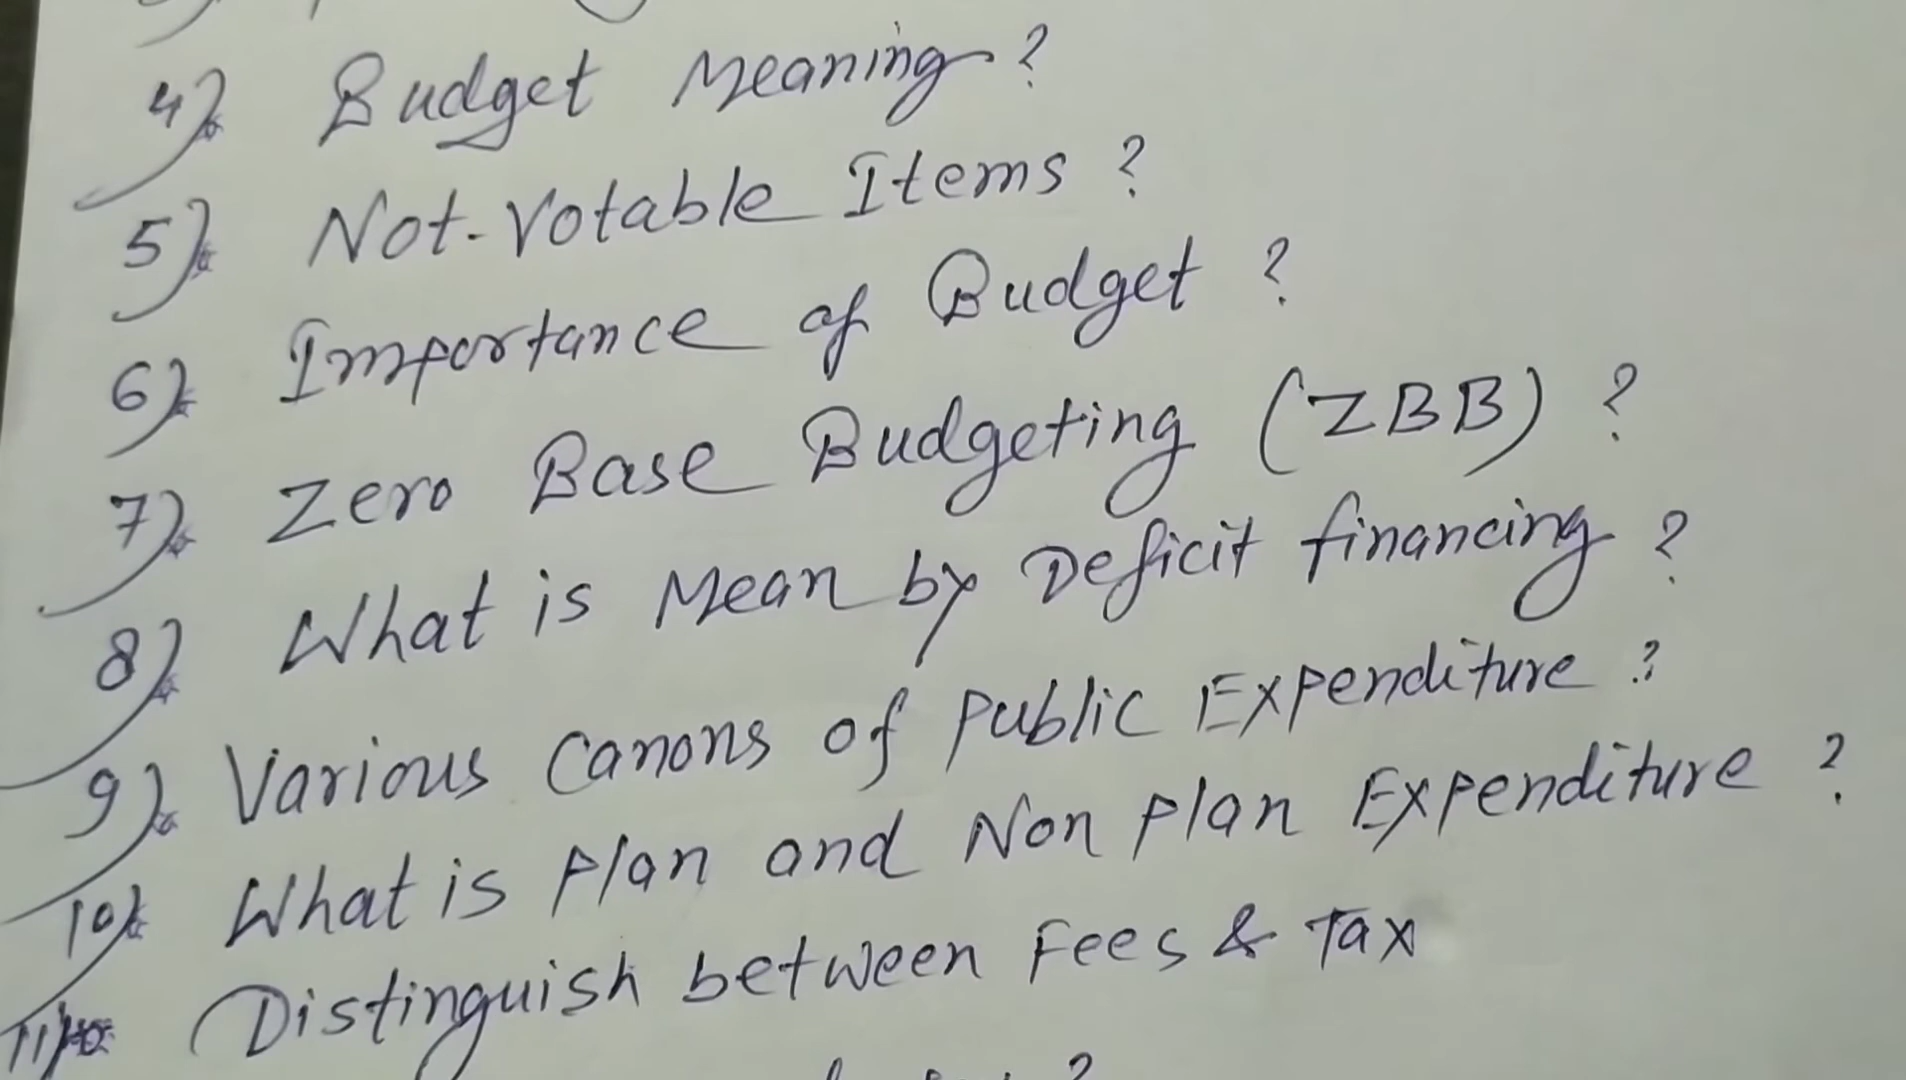 4) Budget Meaning ?
5) Not-Votable Items ?
6) Importance of Budget ?
7) Zero Base Budgeting (ZBB) ?
8) What is Mean by Deficit financing ?
9) Various Canons of Public Expenditure ?
10) What is Plan and Non Plan Expenditure ?
11) Distinguish between Fees & Tax